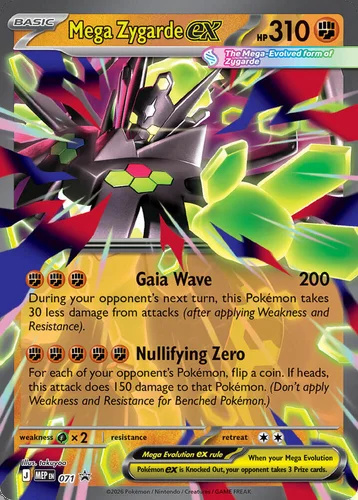 BASIC
Mega Zygarde ex
HP 310
The Mega-Evolved form of
Zygarde
Gaia Wave 200
During your opponent's next turn, this Pokémon takes
30 less damage from attacks (after applying Weakness and
Resistance).
Nullifying Zero
For each of your opponent's Pokémon, flip a coin. If heads,
this attack does 150 damage to that Pokémon. (Don't apply
Weakness and Resistance for Benched Pokémon.)
weakness ×2 resistance retreat
Illus. takuyoa
Mega Evolution ex rule
When your Mega Evolution
Pokémon ex is Knocked Out, your opponent takes 3 Prize cards.
J MEP EN 071
©2026 Pokémon / Nintendo / Creatures / GAME FREAK